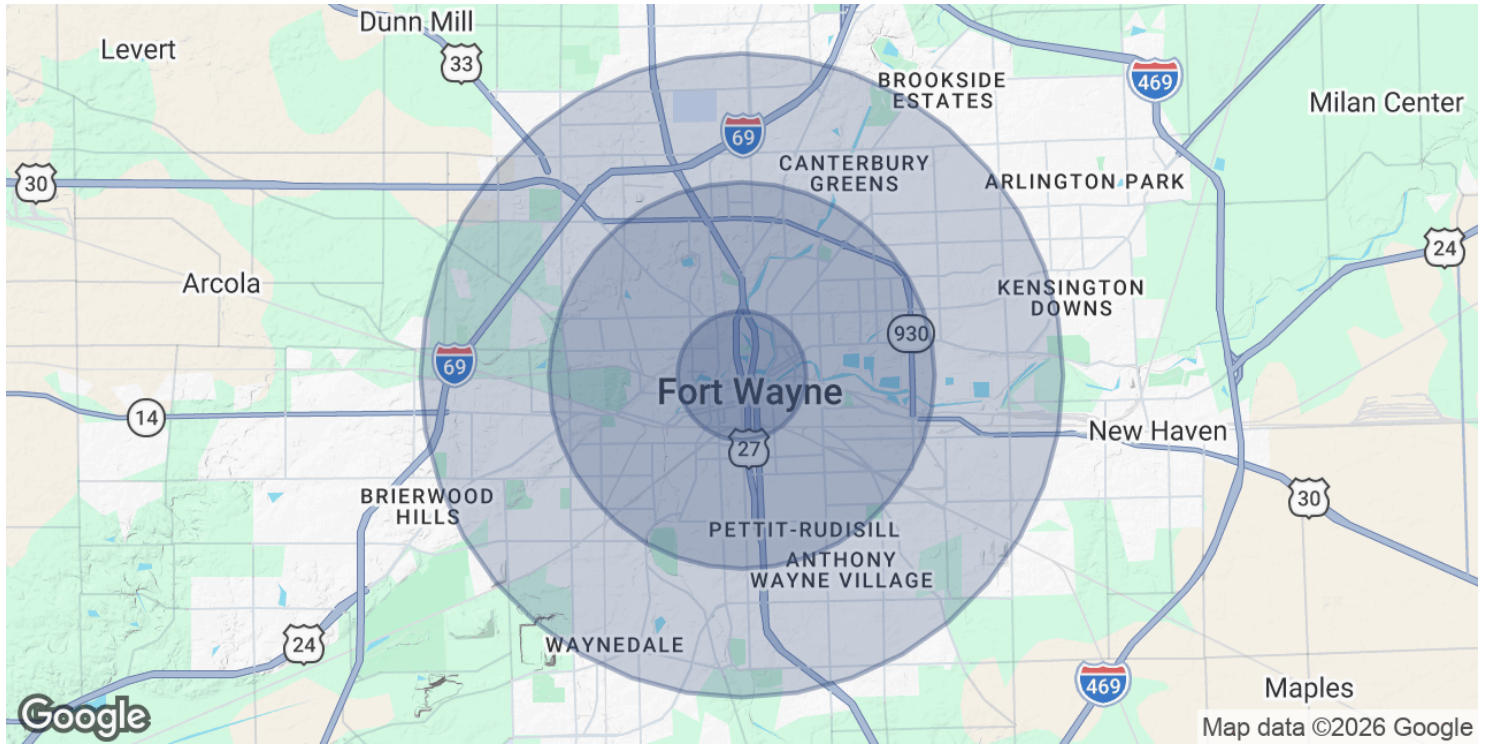 Dunn Mill
Levert
33
BROOKSIDE
ESTATES
469
Milan Center
69
CANTERBURY
GREENS
ARLINGTON PARK
30
24
Arcola
KENSINGTON
DOWNS
930
69
Fort Wayne
14
New Haven
27
BRIERWOOD
HILLS
30
PETTIT-RUDISILL
ANTHONY
WAYNE VILLAGE
24
WAYNEDALE
469
Maples
Google
Map data ©2026 Google